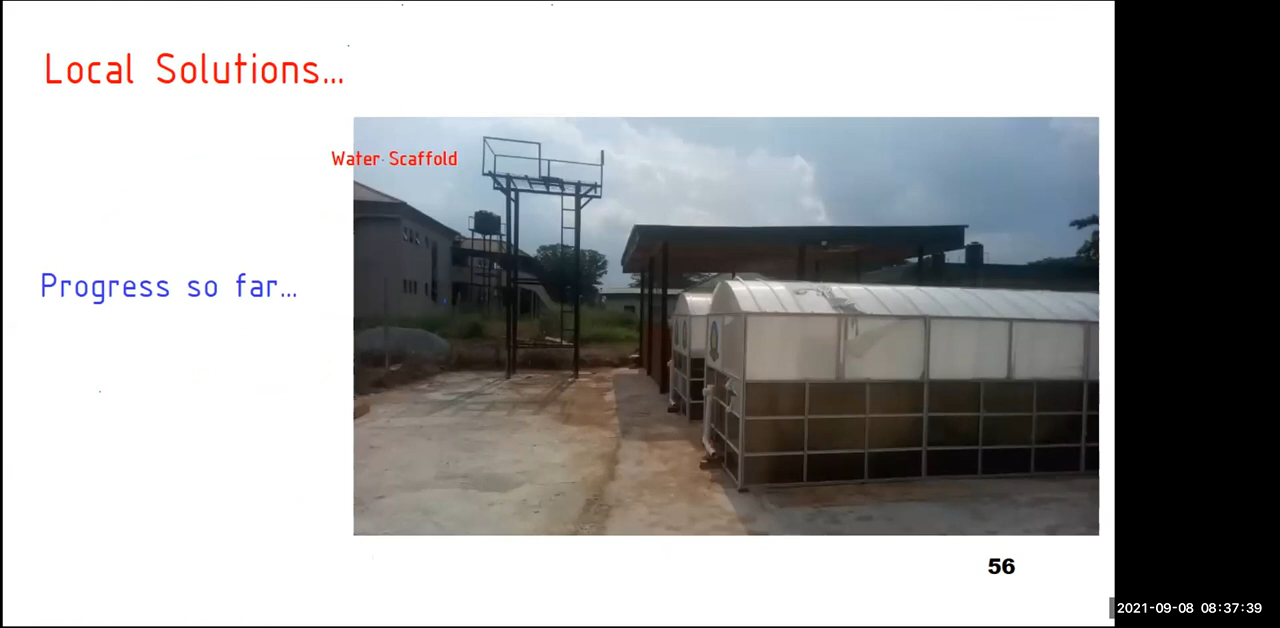 Local Solutions...
Water Scaffold
Progress so far...
56
2021-09-08 08:37:39